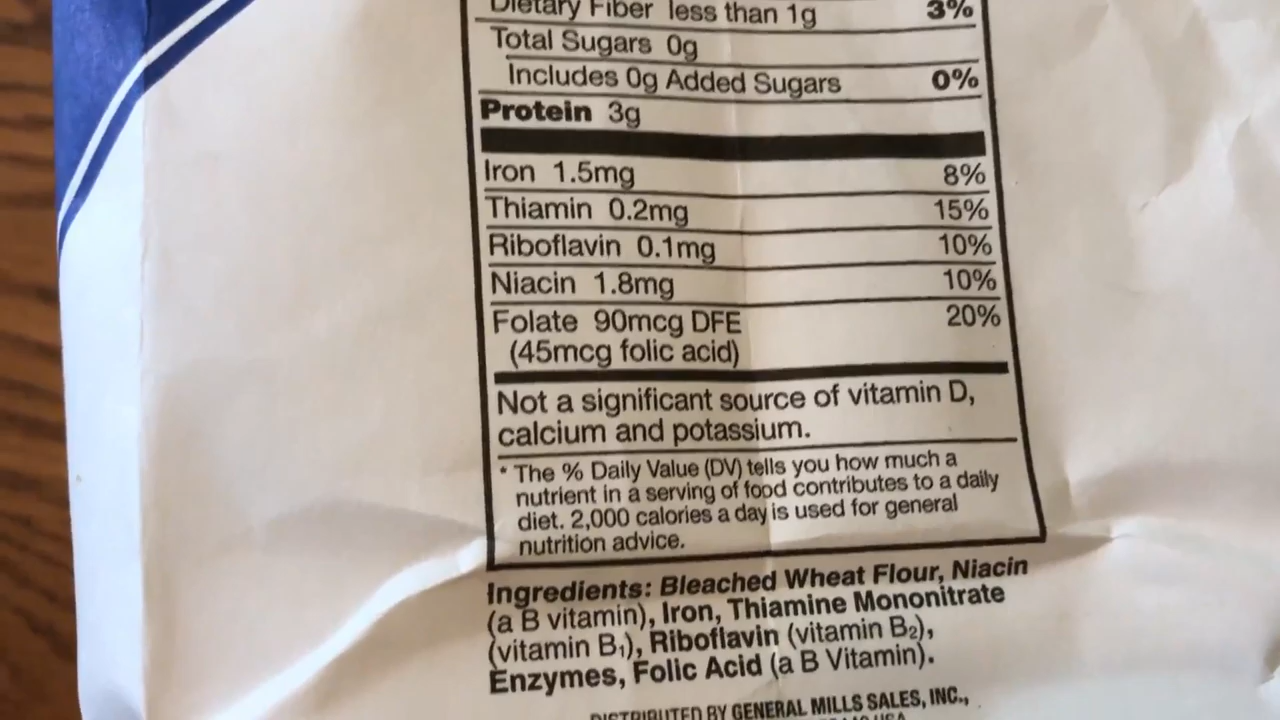 Dietary Fiber less than 1g 3%
Total Sugars 0g
Includes 0g Added Sugars 0%
Protein 3g
Iron 1.5mg 8%
Thiamin 0.2mg 15%
Riboflavin 0.1mg 10%
Niacin 1.8mg 10%
Folate 90mcg DFE 20%
(45mcg folic acid)
Not a significant source of vitamin D,
calcium and potassium.
* The % Daily Value (DV) tells you how much a
nutrient in a serving of food contributes to a daily
diet. 2,000 calories a day is used for general
nutrition advice.
Ingredients: Bleached Wheat Flour, Niacin
(a B vitamin), Iron, Thiamine Mononitrate
(vitamin B₁), Riboflavin (vitamin B₂),
Enzymes, Folic Acid (a B Vitamin).
DISTRIBUTED BY GENERAL MILLS SALES, INC.,
USA